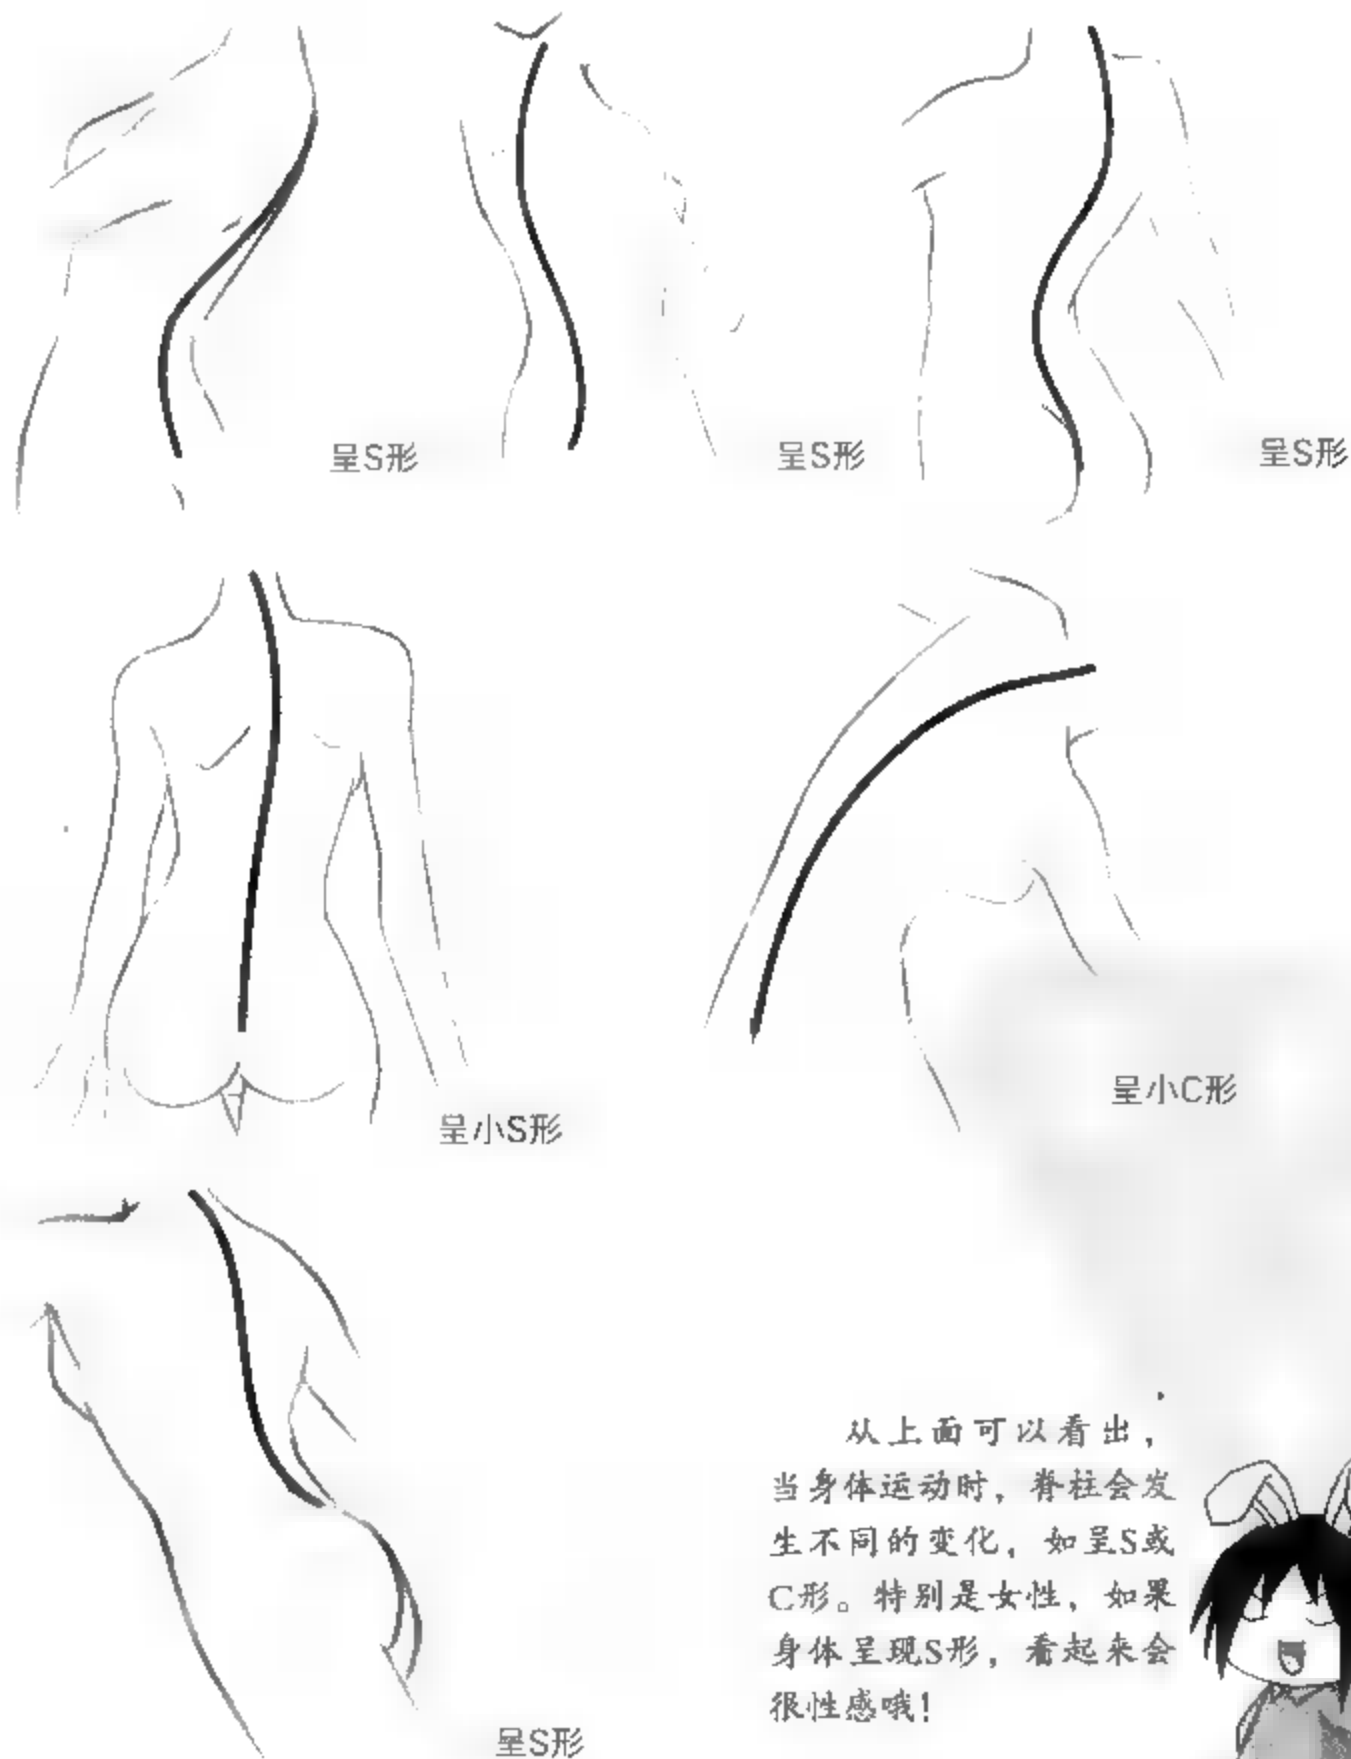 呈S形
呈S形
呈S形
呈小S形
呈小C形
呈S形
从上面可以看出，
当身体运动时，脊柱会发
生不同的变化，如呈S或
C形。特别是女性，如果
身体呈现S形，看起来会
很性感哦！